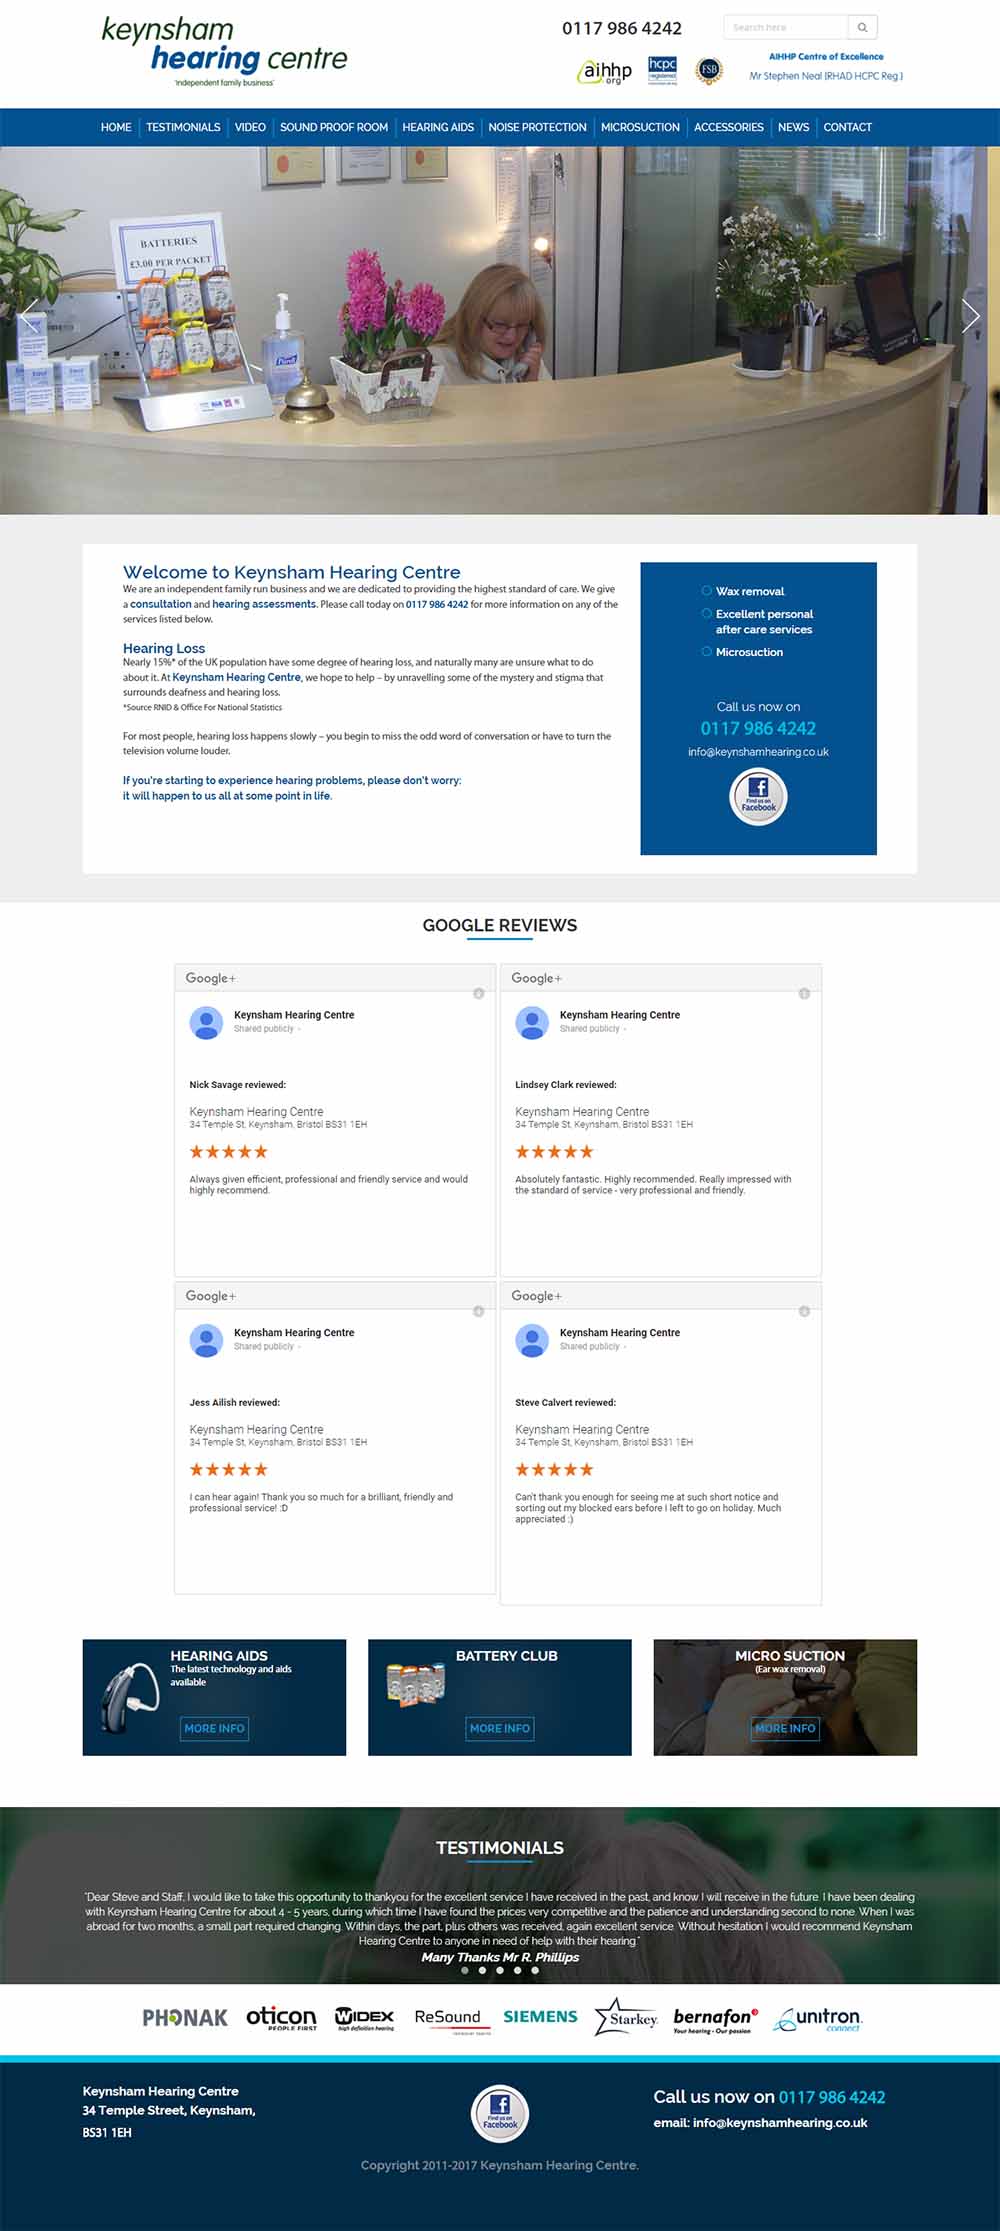 keynsham
hearing centre
'independent family business'
0117 986 4242
Search here
aihhp
org
hcpc
registered
FSB
AIHHP Centre of Excellence
Mr Stephen Neal (RHAD HCPC Reg.)
HOME TESTIMONIALS VIDEO SOUND PROOF ROOM HEARING AIDS NOISE PROTECTION MICROSUCTION ACCESSORIES NEWS CONTACT
BATTERIES
£3.00 PER PACKET
Purell
Welcome to Keynsham Hearing Centre
We are an independent family run business and we are dedicated to providing the highest standard of care. We give
a consultation and hearing assessments. Please call today on 0117 986 4242 for more information on any of the
services listed below.
Hearing Loss
Nearly 15%* of the UK population have some degree of hearing loss, and naturally many are unsure what to do
about it. At Keynsham Hearing Centre, we hope to help – by unravelling some of the mystery and stigma that
surrounds deafness and hearing loss.
*Source RNID & Office For National Statistics
For most people, hearing loss happens slowly – you begin to miss the odd word of conversation or have to turn the
television volume louder.
If you're starting to experience hearing problems, please don't worry:
it will happen to us all at some point in life.
Wax removal
Excellent personal
after care services
Microsuction
Call us now on
0117 986 4242
info@keynshamhearing.co.uk
Find us on
Facebook
GOOGLE REVIEWS
Google+
Keynsham Hearing Centre
Shared publicly -
Nick Savage reviewed:
Keynsham Hearing Centre
34 Temple St, Keynsham, Bristol BS31 1EH
Always given efficient, professional and friendly service and would
highly recommend.
Google+
Keynsham Hearing Centre
Shared publicly -
Lindsey Clark reviewed:
Keynsham Hearing Centre
34 Temple St, Keynsham, Bristol BS31 1EH
Absolutely fantastic. Highly recommended. Really impressed with
the standard of service - very professional and friendly.
Google+
Keynsham Hearing Centre
Shared publicly -
Jess Ailish reviewed:
Keynsham Hearing Centre
34 Temple St, Keynsham, Bristol BS31 1EH
I can hear again! Thank you so much for a brilliant, friendly and
professional service! :D
Google+
Keynsham Hearing Centre
Shared publicly -
Steve Calvert reviewed:
Keynsham Hearing Centre
34 Temple St, Keynsham, Bristol BS31 1EH
Can't thank you enough for seeing me at such short notice and
sorting out my blocked ears before I left to go on holiday. Much
appreciated :)
HEARING AIDS
The latest technology and aids
available
MORE INFO
BATTERY CLUB
MORE INFO
MICRO SUCTION
(Ear wax removal)
MORE INFO
TESTIMONIALS
"Dear Steve and Staff, I would like to take this opportunity to thankyou for the excellent service I have received in the past, and know I will receive in the future. I have been dealing
with Keynsham Hearing Centre for about 4 - 5 years, during which time I have found the prices very competitive and the patience and understanding second to none. When I was
abroad for two months, a small part required changing. Within days, the part, plus others was received, again excellent service. Without hesitation I would recommend Keynsham
Hearing Centre to anyone in need of help with their hearing."
Many Thanks Mr R. Phillips
PHONAK
oticon
PEOPLE FIRST
WIDEX
high definition hearing
ReSound
SIEMENS
Starkey
bernafon
Your hearing - Our passion
unitron
connect
Keynsham Hearing Centre
34 Temple Street, Keynsham,
BS31 1EH
Find us on
Facebook
Call us now on 0117 986 4242
email: info@keynshamhearing.co.uk
Copyright 2011-2017 Keynsham Hearing Centre.